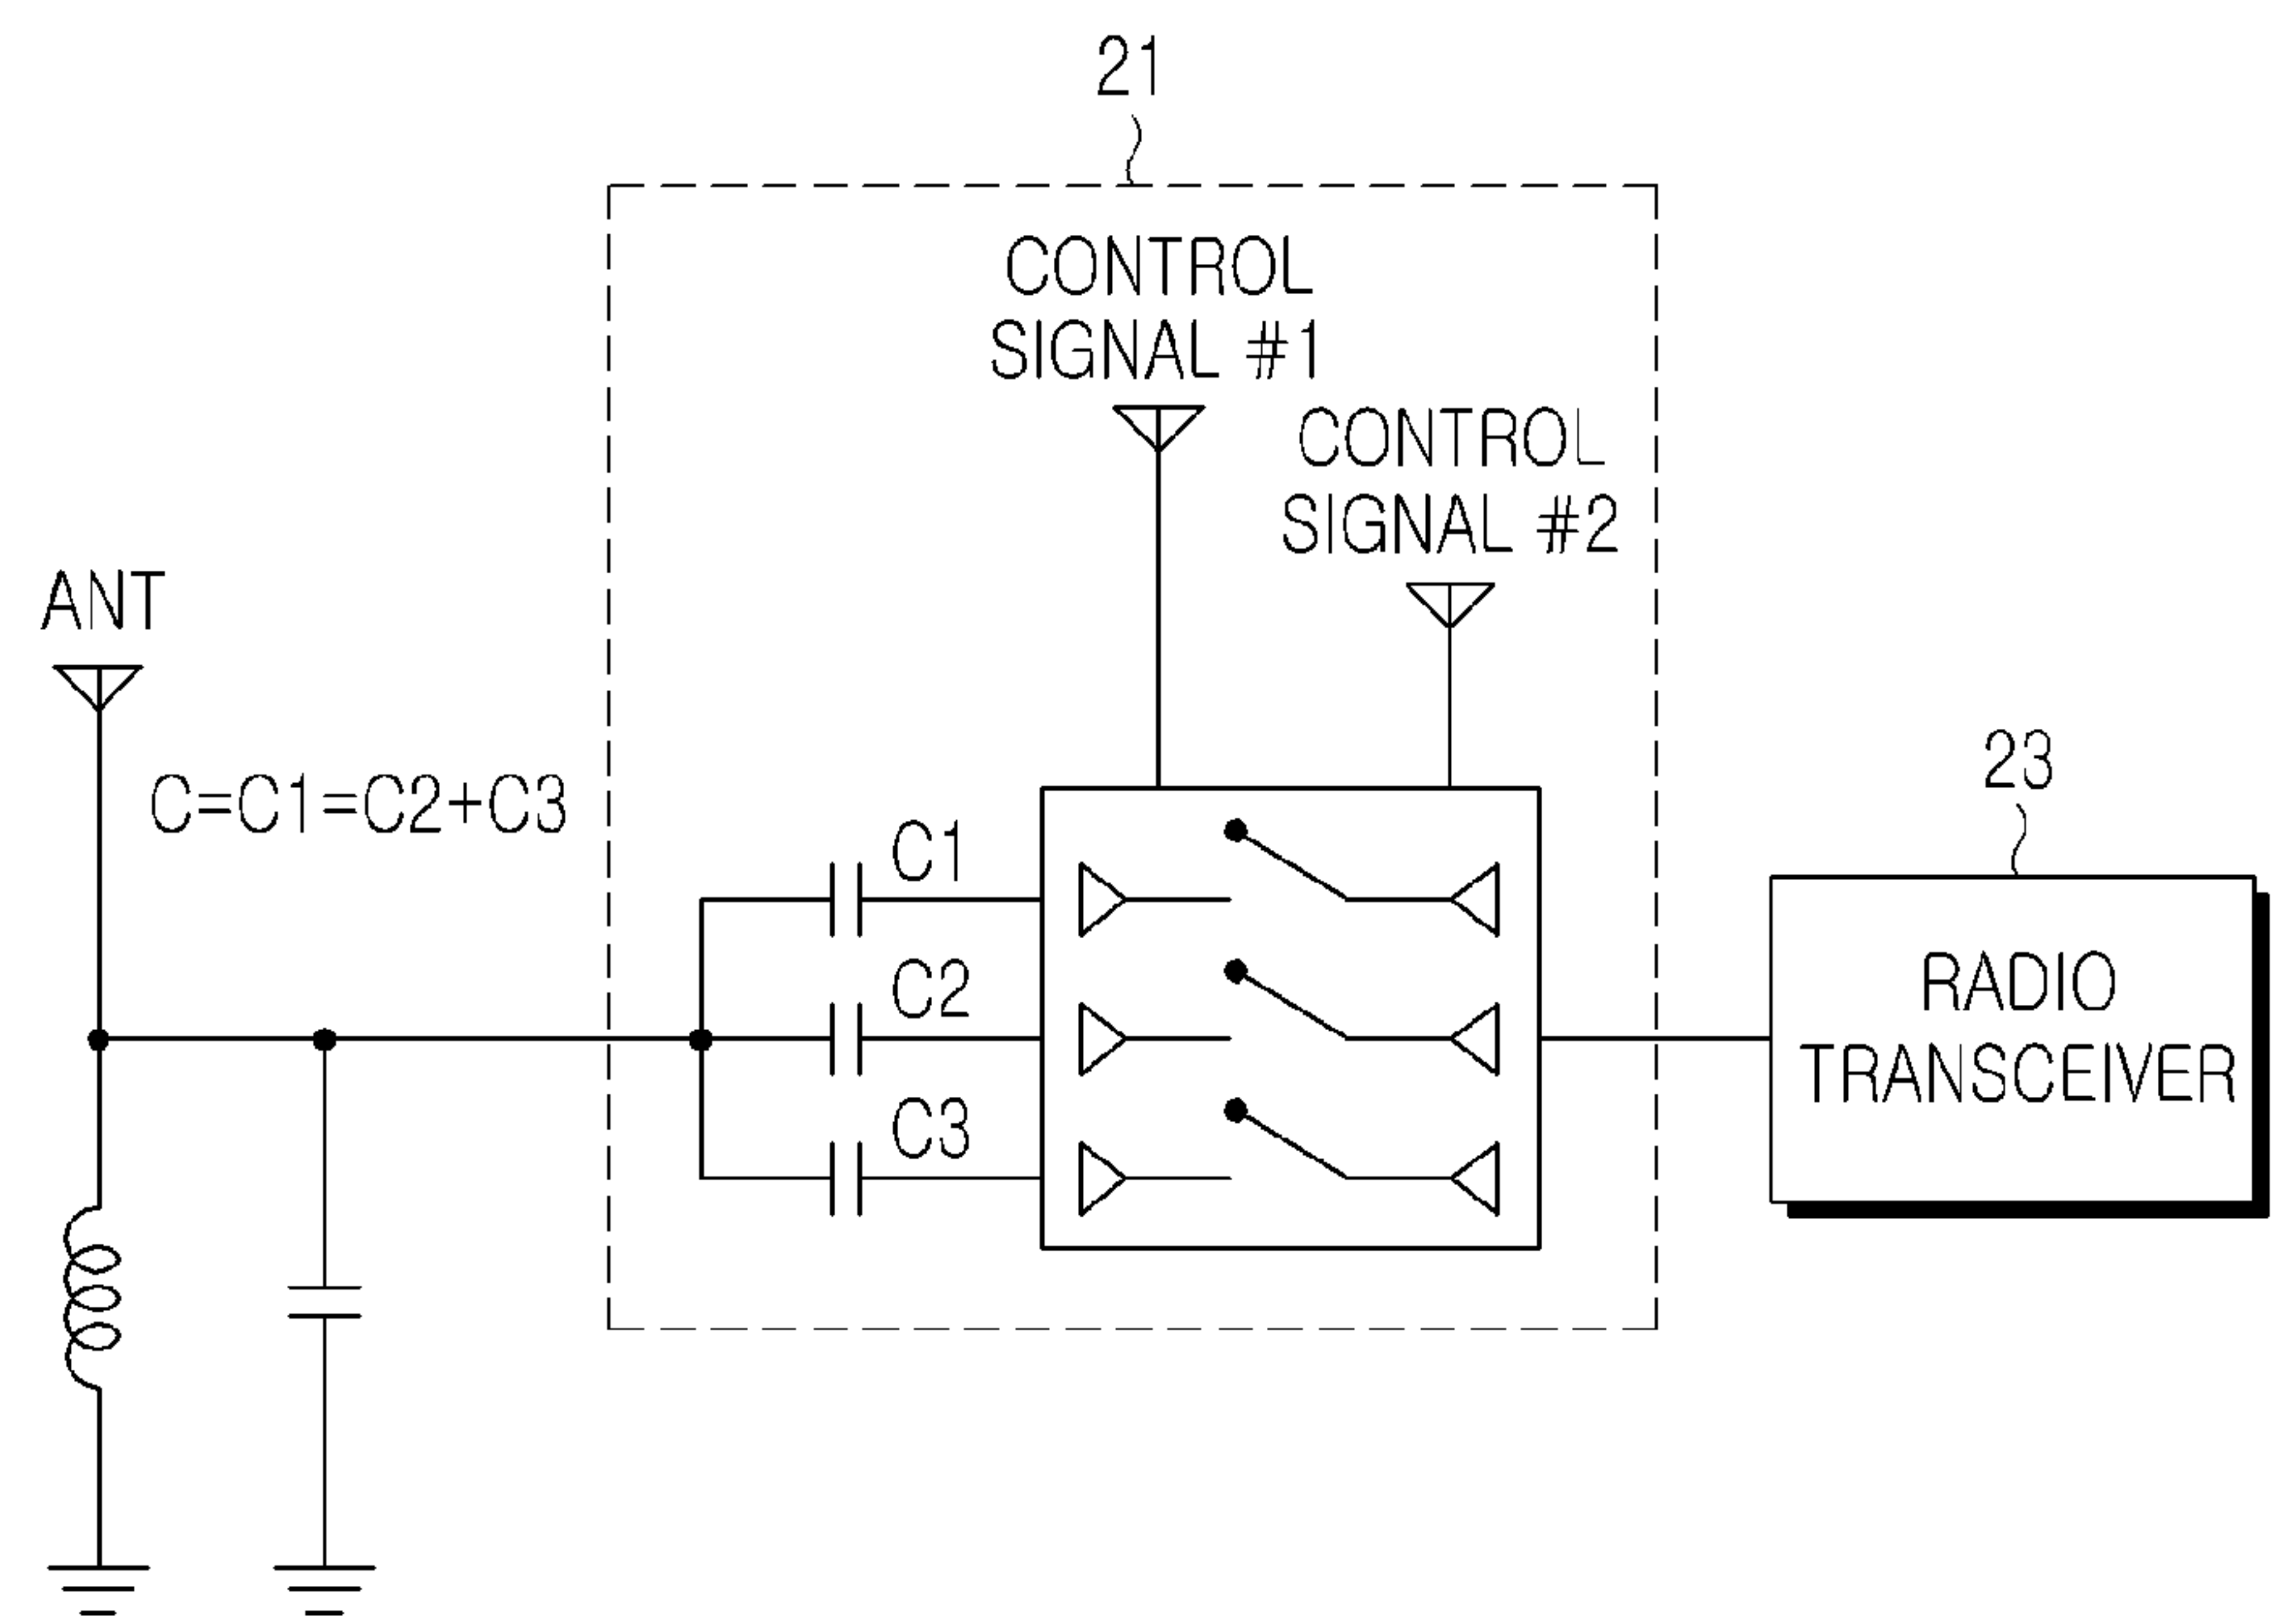 21
CONTROL
SIGNAL #1
CONTROL
SIGNAL #2
ANT
C=C1=C2+C3
23
C1
C2
C3
RADIO
TRANSCEIVER